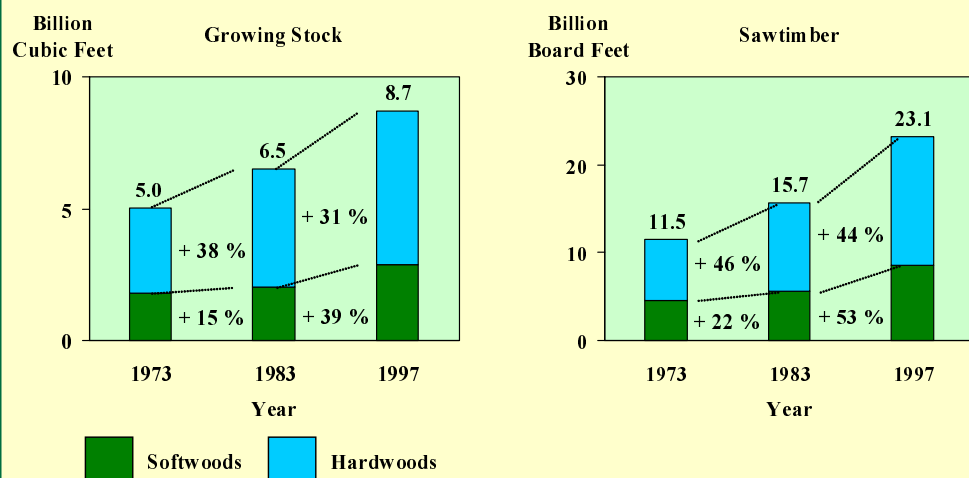 Billion
Cubic Feet
Growing Stock
10
5
0
5.0
6.5
8.7
+ 38 %
+ 31 %
+ 15 %
+ 39 %
1973
1983
1997
Year
Billion
Board Feet
Sawtimber
30
20
10
0
11.5
15.7
23.1
+ 46 %
+ 44 %
+ 22 %
+ 53 %
1973
1983
1997
Year
Softwoods
Hardwoods